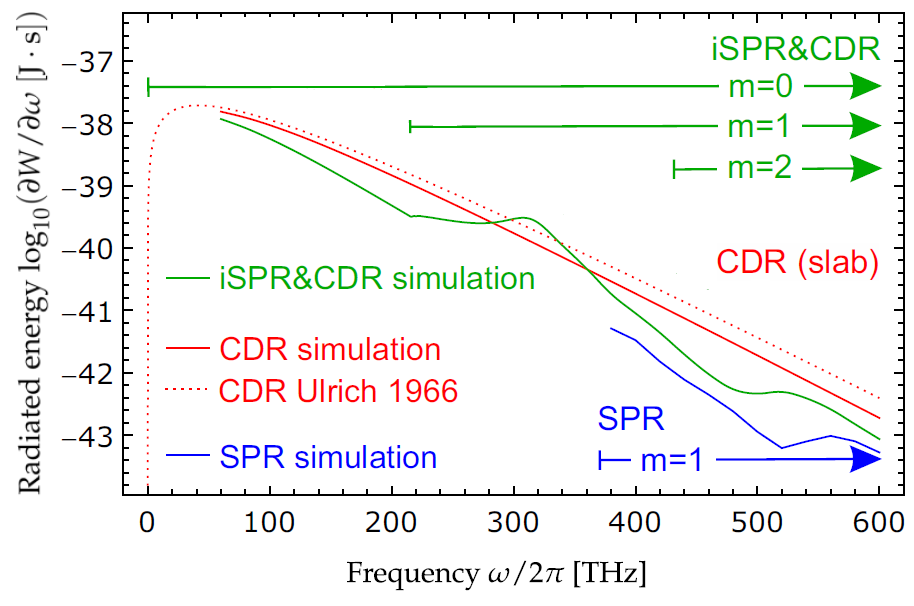 Radiated energy log₁₀(∂W/∂ω [J · s])
−37
−38
−39
−40
−41
−42
−43
iSPR&CDR
m=0
m=1
m=2
CDR (slab)
iSPR&CDR simulation
CDR simulation
CDR Ulrich 1966
SPR simulation
SPR
m=1
0 100 200 300 400 500 600
Frequency ω/2π [THz]